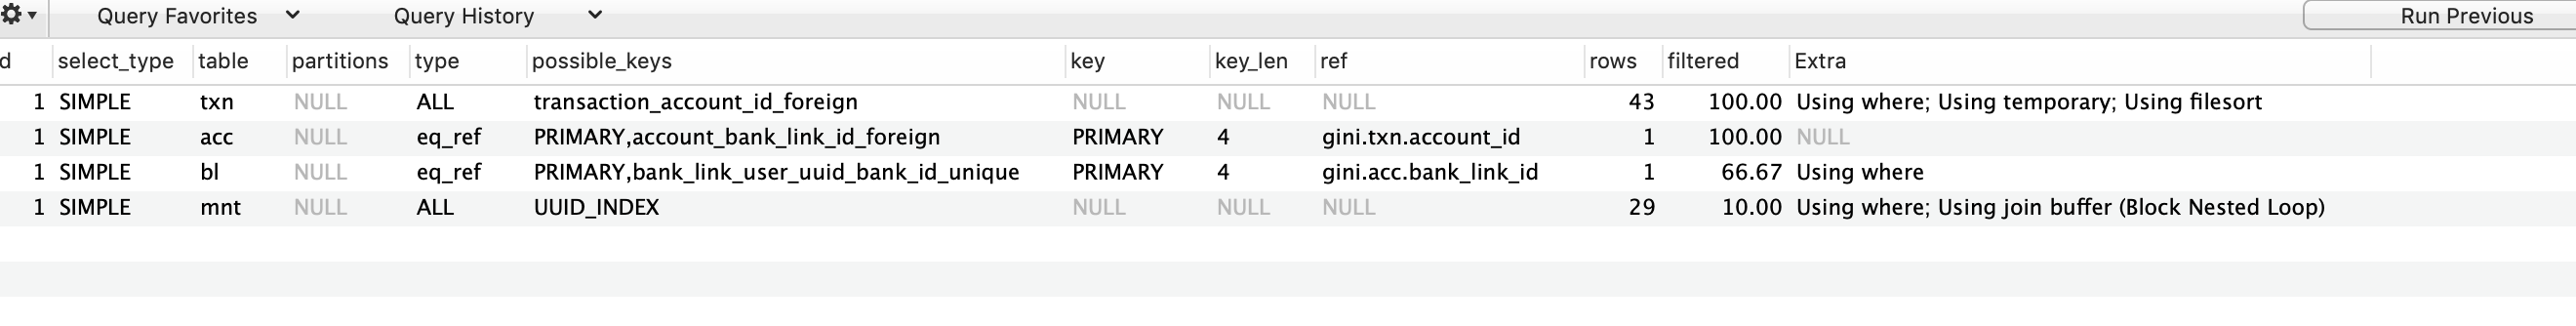 Query Favorites Query History Run Previous
d select_type table partitions type possible_keys key key_len ref rows filtered Extra
1 SIMPLE txn NULL ALL transaction_account_id_foreign NULL NULL NULL 43 100.00 Using where; Using temporary; Using filesort
1 SIMPLE acc NULL eq_ref PRIMARY,account_bank_link_id_foreign PRIMARY 4 gini.txn.account_id 1 100.00 NULL
1 SIMPLE bl NULL eq_ref PRIMARY,bank_link_user_uuid_bank_id_unique PRIMARY 4 gini.acc.bank_link_id 1 66.67 Using where
1 SIMPLE mnt NULL ALL UUID_INDEX NULL NULL NULL 29 10.00 Using where; Using join buffer (Block Nested Loop)